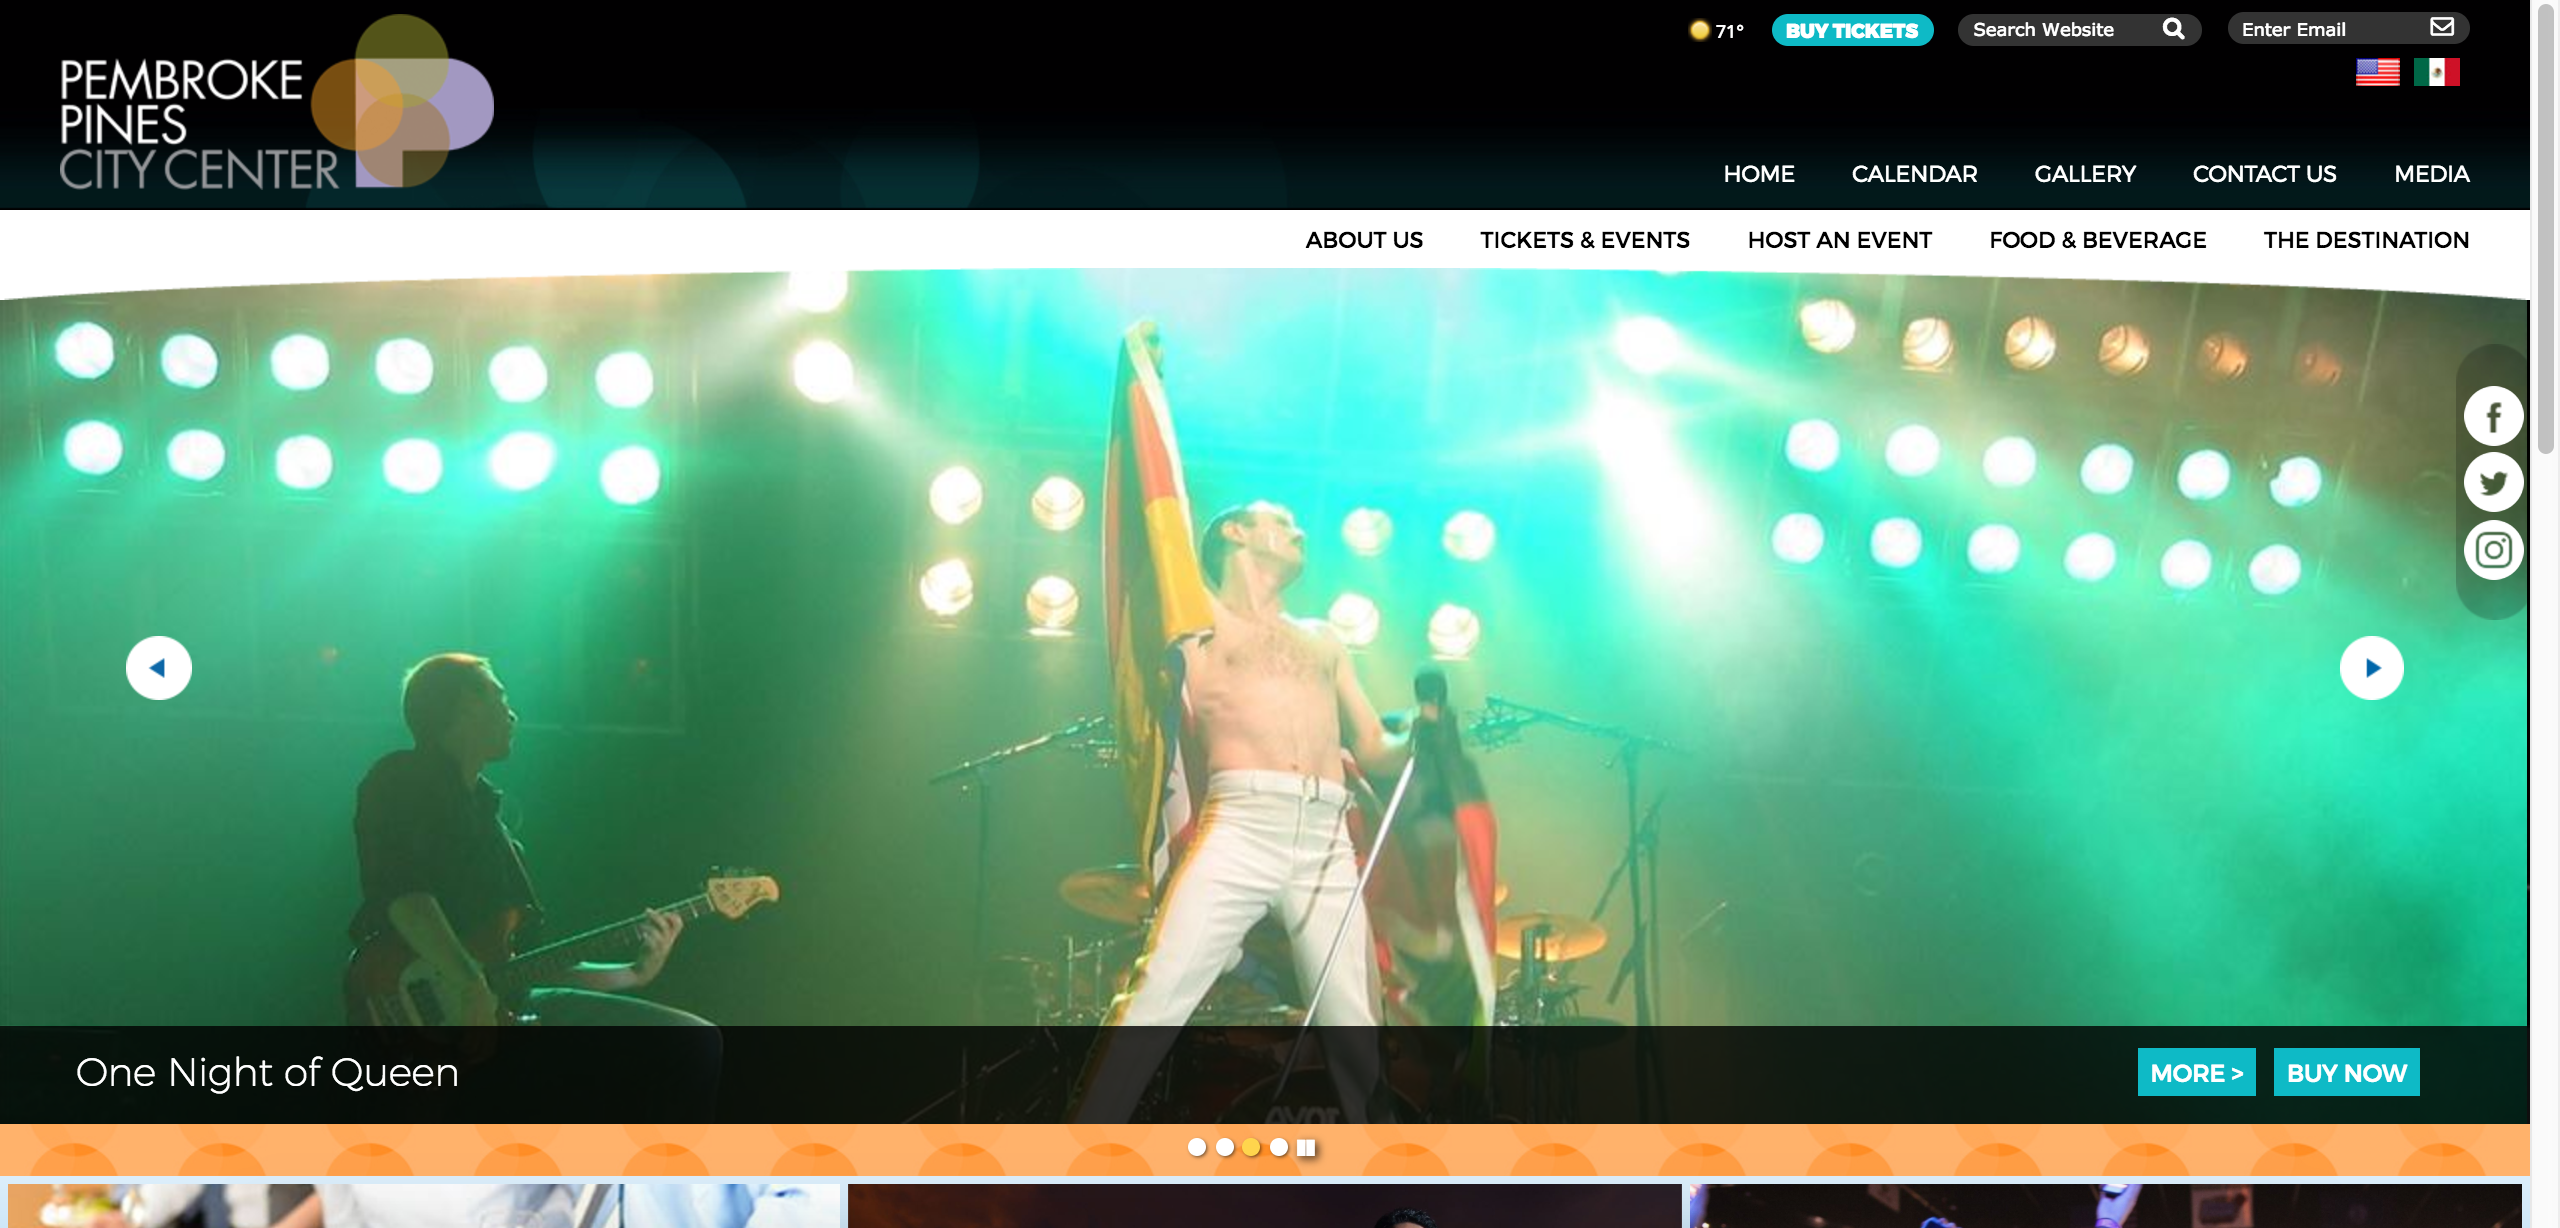 PEMBROKE
PINES
CITY CENTER
71°
BUY TICKETS
Search Website
Enter Email
HOME
CALENDAR
GALLERY
CONTACT US
MEDIA
ABOUT US
TICKETS & EVENTS
HOST AN EVENT
FOOD & BEVERAGE
THE DESTINATION
One Night of Queen
MORE >
BUY NOW